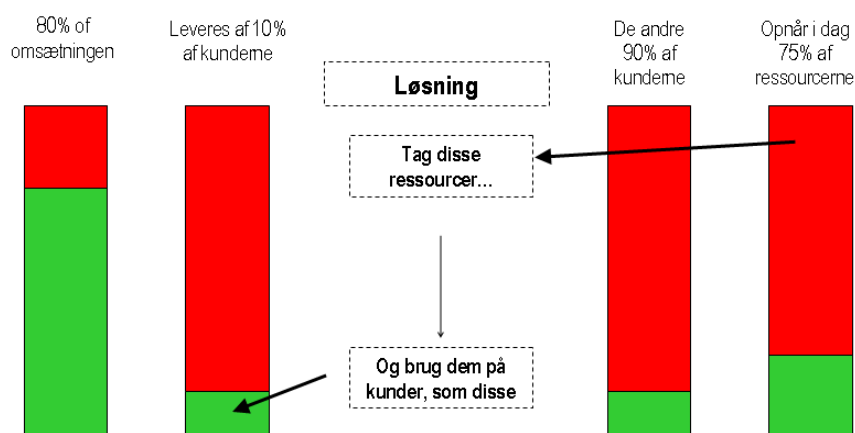 80% of
omsætningen
Leveres af 10%
af kunderne
Løsning
Tag disse
ressourcer...
Og brug dem på
kunder, som disse
De andre
90% af
kunderne
Opnår i dag
75% af
ressourcerne